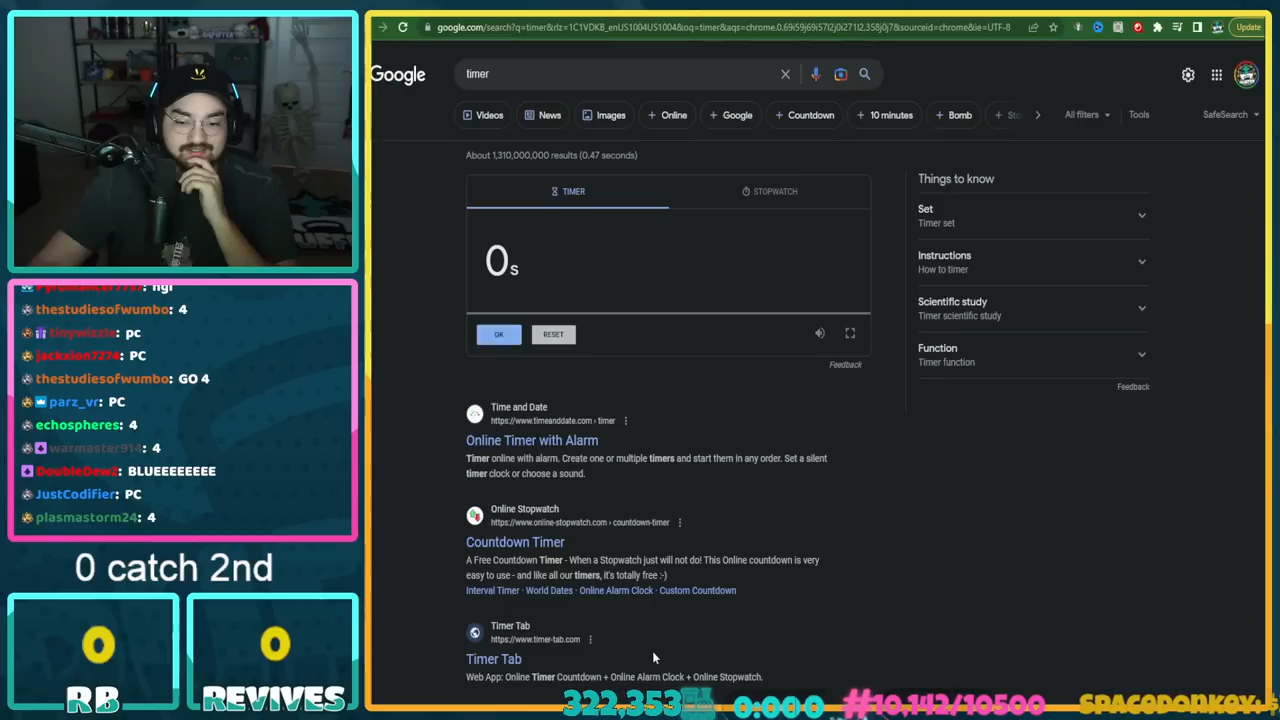 google.com/search?q=timer&rlz=1C1VDKB_enUS1004US1004&oq=timer&aqs=chrome.0.69i59j69i57l2j0i271l2.358j0j7&sourceid=chrome&ie=UTF-8
Update
Google
timer
Videos
News
Images
Online
Google
Countdown
10 minutes
Bomb
All filters
Tools
SafeSearch
About 1,310,000,000 results (0.47 seconds)
TIMER
STOPWATCH
0s
OK
RESET
Feedback
Things to know
Set
Timer set
Instructions
How to timer
Scientific study
Timer scientific study
Function
Timer function
Feedback
Time and Date
https://www.timeanddate.com › timer
Online Timer with Alarm
Timer online with alarm. Create one or multiple timers and start them in any order. Set a silent
timer clock or choose a sound.
Online Stopwatch
https://www.online-stopwatch.com › countdown-timer
Countdown Timer
A Free Countdown Timer - When a Stopwatch just will not do! This Online countdown is very
easy to use - and like all our timers, it's totally free :-)
Interval Timer · World Dates · Online Alarm Clock · Custom Countdown
Timer Tab
https://www.timer-tab.com
Timer Tab
Web App: Online Timer Countdown + Online Alarm Clock + Online Stopwatch.
thestudiesofwumbo: 4
tinywizzle: pc
jackxion7274: PC
thestudiesofwumbo: GO 4
parz_vr: PC
echospheres: 4
warmaster914: 4
DoubleDew2: BLUEEEEEEE
JustCodifier: PC
plasmastorm24: 4
0 catch 2nd
0
RB
0
REVIVES
322,353
0:000
#10,142/10500
SPACEDONKEY: